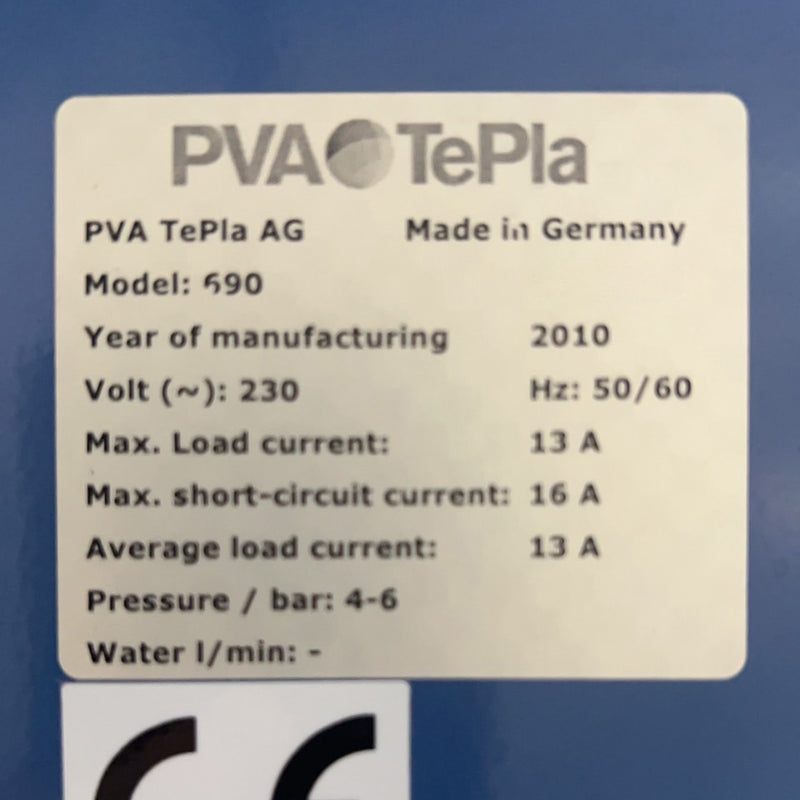 PVA TePla
PVA TePla AG Made in Germany
Model: 690
Year of manufacturing 2010
Volt (~): 230 Hz: 50/60
Max. Load current: 13 A
Max. short-circuit current: 16 A
Average load current: 13 A
Pressure / bar: 4-6
Water l/min: -
CE